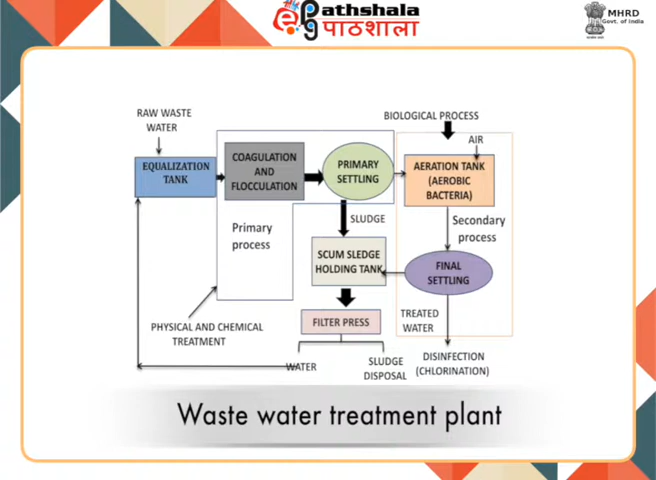 ePathshala
पाठशाला
MHRD
Govt. of India
RAW WASTE
WATER
EQUALIZATION
TANK
COAGULATION
AND
FLOCCULATION
PRIMARY
SETTLING
BIOLOGICAL PROCESS
AIR
AERATION TANK
(AEROBIC
BACTERIA)
Primary
process
SLUDGE
Secondary
process
SCUM SLEDGE
HOLDING TANK
FINAL
SETTLING
PHYSICAL AND CHEMICAL
TREATMENT
FILTER PRESS
TREATED
WATER
WATER
SLUDGE
DISPOSAL
DISINFECTION
(CHLORINATION)
Waste water treatment plant